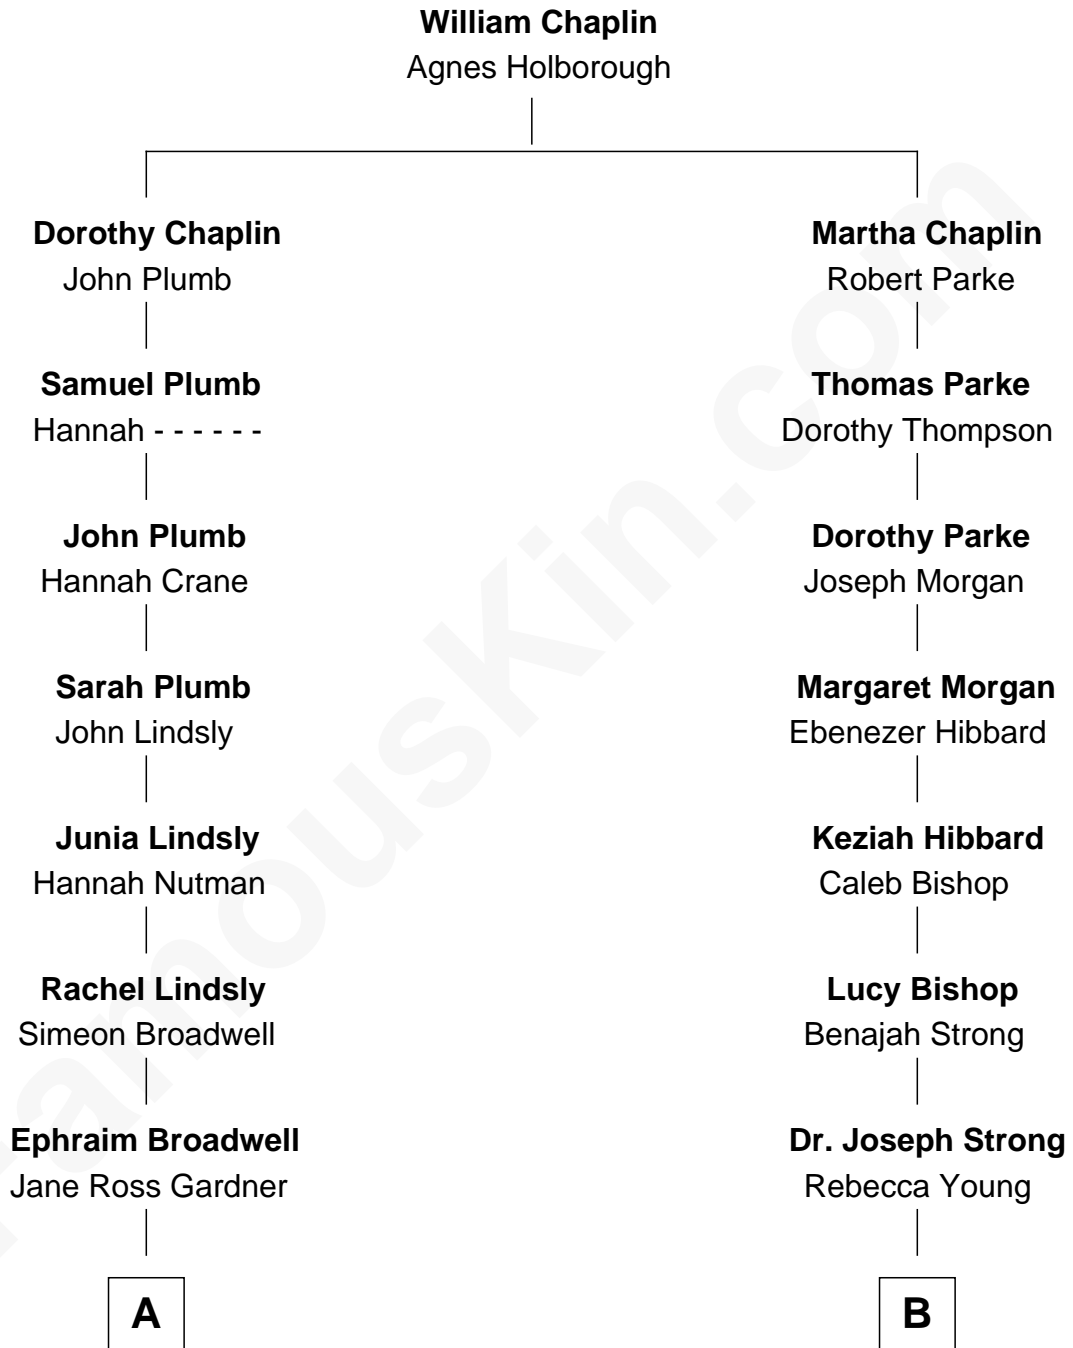 William Chaplin
Agnes Holborough
Dorothy Chaplin
John Plumb
Martha Chaplin
Robert Parke
Samuel Plumb
Hannah - - - - - -
Thomas Parke
Dorothy Thompson
John Plumb
Hannah Crane
Dorothy Parke
Joseph Morgan
Sarah Plumb
John Lindsly
Margaret Morgan
Ebenezer Hibbard
Junia Lindsly
Hannah Nutman
Keziah Hibbard
Caleb Bishop
Rachel Lindsly
Simeon Broadwell
Lucy Bishop
Benajah Strong
Ephraim Broadwell
Jane Ross Gardner
Dr. Joseph Strong
Rebecca Young
A
B
FamousKin.com